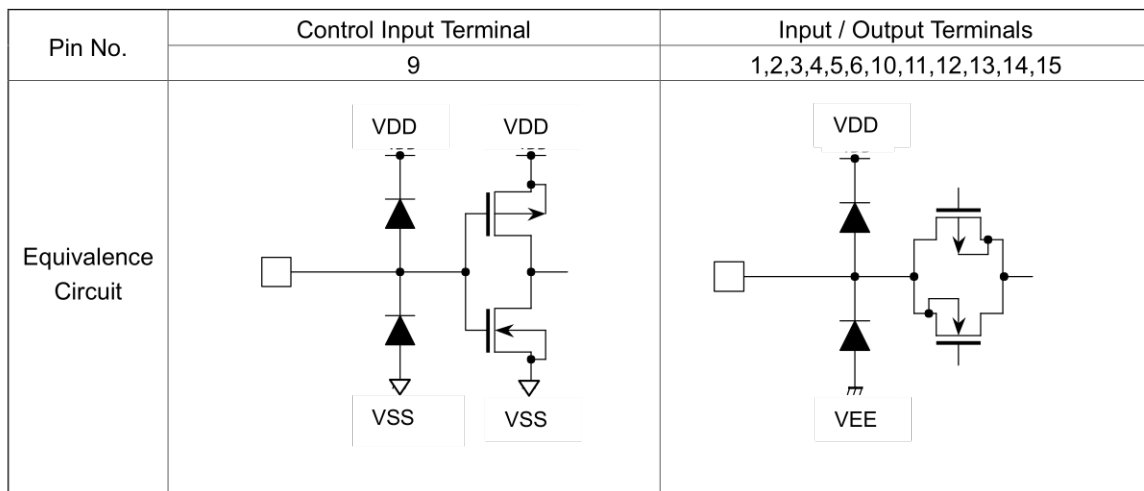 Pin No.
Control Input Terminal
Input / Output Terminals
9
1,2,3,4,5,6,10,11,12,13,14,15
Equivalence
Circuit
VDD
VDD
VSS
VSS
VDD
VEE